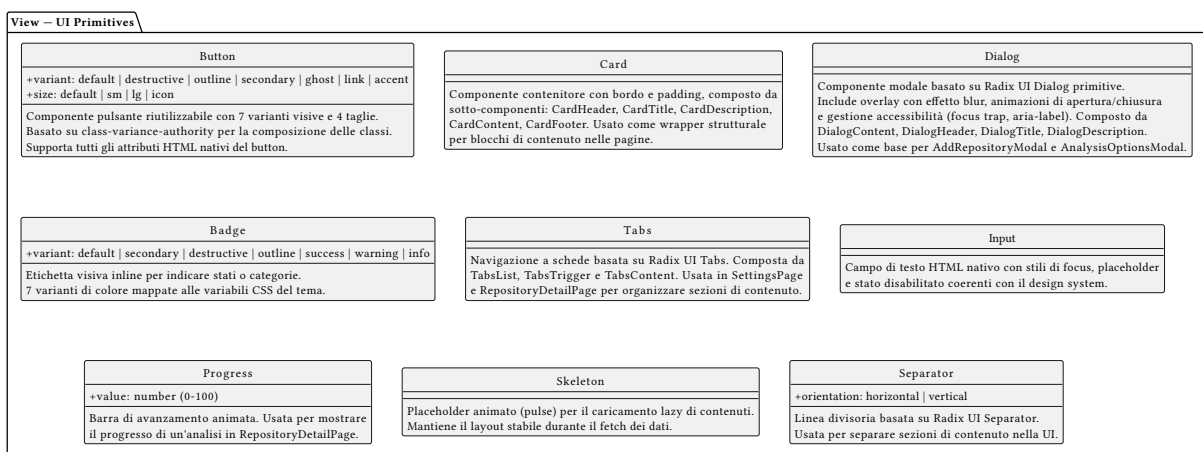 View — UI Primitives
Button
+variant: default | destructive | outline | secondary | ghost | link | accent
+size: default | sm | lg | icon
Componente pulsante riutilizzabile con 7 varianti visive e 4 taglie.
Basato su class-variance-authority per la composizione delle classi.
Supporta tutti gli attributi HTML nativi del button.
Card
Componente contenitore con bordo e padding, composto da
sotto-componenti: CardHeader, CardTitle, CardDescription,
CardContent, CardFooter. Usato come wrapper strutturale
per blocchi di contenuto nelle pagine.
Dialog
Componente modale basato su Radix UI Dialog primitive.
Include overlay con effetto blur, animazioni di apertura/chiusura
e gestione accessibilità (focus trap, aria-label). Composto da
DialogContent, DialogHeader, DialogTitle, DialogDescription.
Usato come base per AddRepositoryModal e AnalysisOptionsModal.
Badge
+variant: default | secondary | destructive | outline | success | warning | info
Etichetta visiva inline per indicare stati o categorie.
7 varianti di colore mappate alle variabili CSS del tema.
Tabs
Navigazione a schede basata su Radix UI Tabs. Composta da
TabsList, TabsTrigger e TabsContent. Usata in SettingsPage
e RepositoryDetailPage per organizzare sezioni di contenuto.
Input
Campo di testo HTML nativo con stili di focus, placeholder
e stato disabilitato coerenti con il design system.
Progress
+value: number (0-100)
Barra di avanzamento animata. Usata per mostrare
il progresso di un'analisi in RepositoryDetailPage.
Skeleton
Placeholder animato (pulse) per il caricamento lazy di contenuti.
Mantiene il layout stabile durante il fetch dei dati.
Separator
+orientation: horizontal | vertical
Linea divisoria basata su Radix UI Separator.
Usata per separare sezioni di contenuto nella UI.